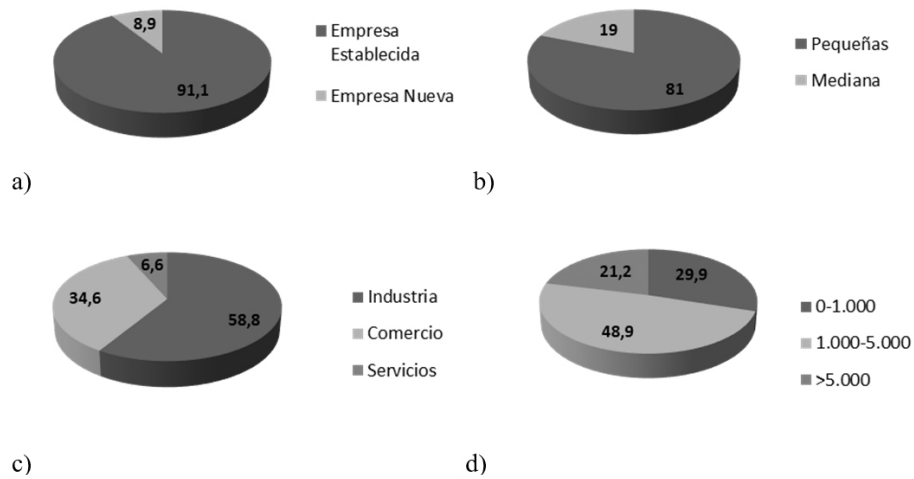 8,9
91,1
Empresa
Establecida
Empresa Nueva
a)
19
81
Pequeñas
Mediana
b)
6,6
34,6
58,8
Industria
Comercio
Servicios
c)
21,2
29,9
48,9
0-1.000
1.000-5.000
>5.000
d)